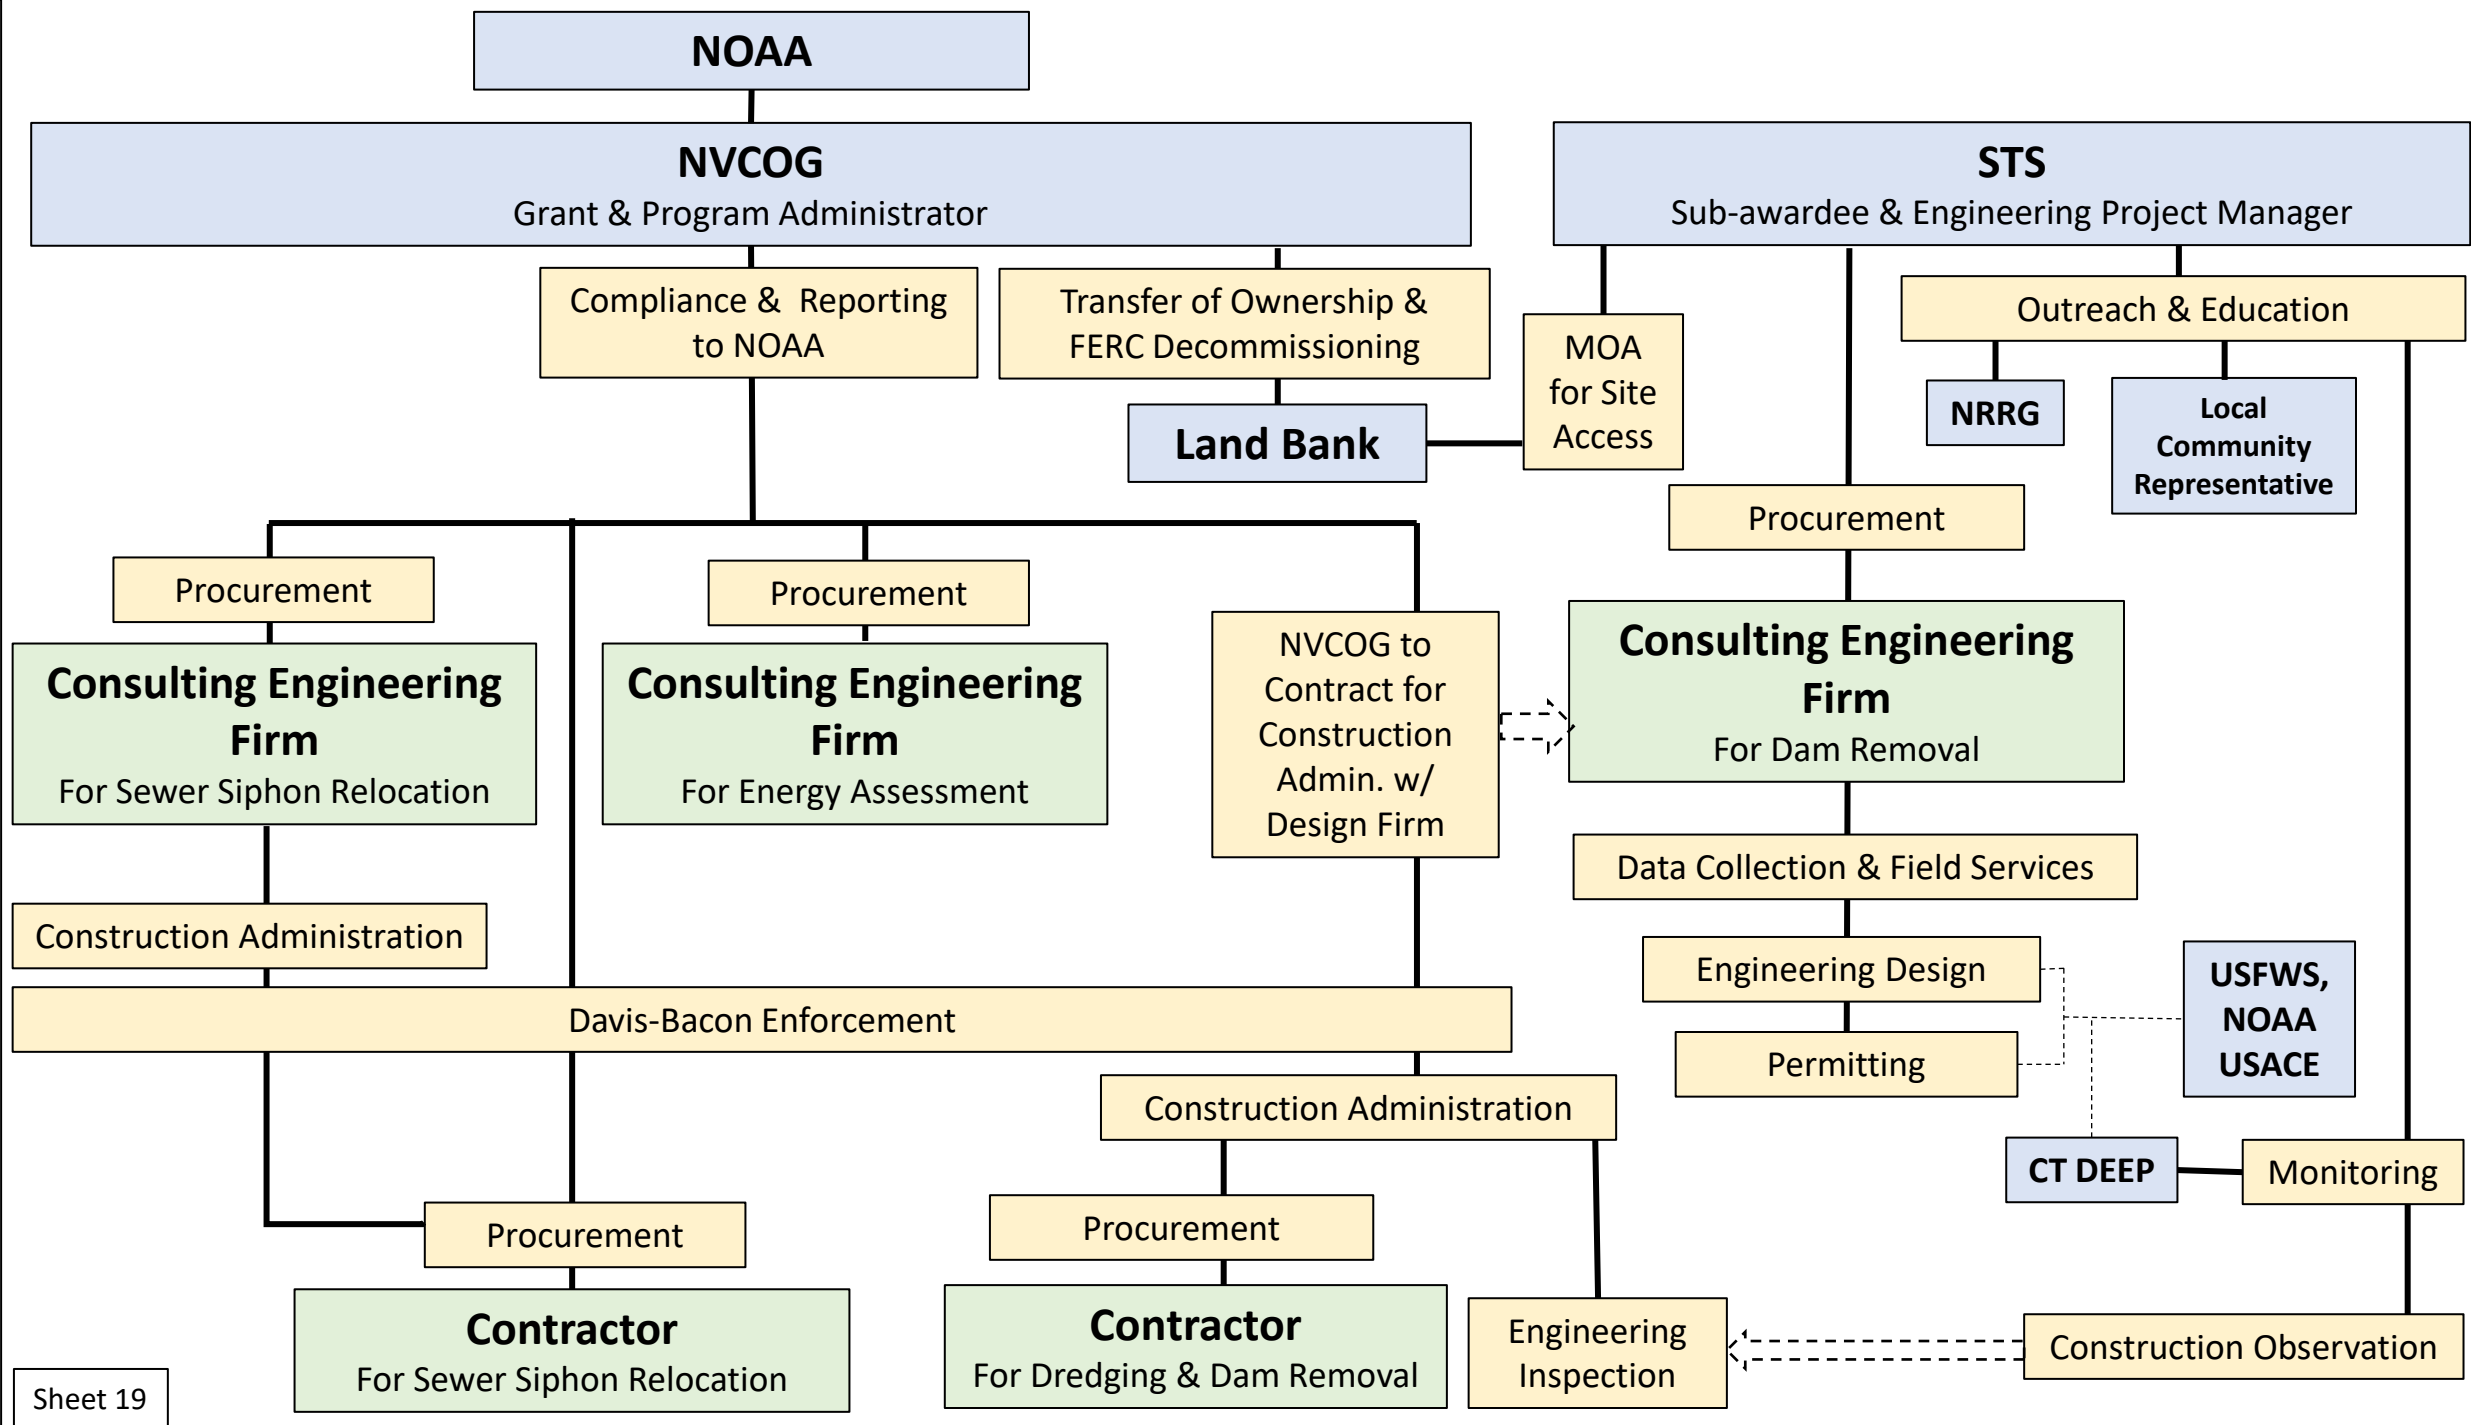 NOAA
NVCOG
Grant & Program Administrator
STS
Sub-awardee & Engineering Project Manager
Compliance & Reporting
to NOAA
Transfer of Ownership &
FERC Decommissioning
MOA
for Site
Access
Outreach & Education
Land Bank
NRRG
Local
Community
Representative
Procurement
Procurement
Procurement
Consulting Engineering
Firm
For Sewer Siphon Relocation
Consulting Engineering
Firm
For Energy Assessment
NVCOG to
Contract for
Construction
Admin. w/
Design Firm
Consulting Engineering
Firm
For Dam Removal
Data Collection & Field Services
Construction Administration
Engineering Design
USFWS,
NOAA
USACE
Davis-Bacon Enforcement
Permitting
Construction Administration
CT DEEP
Monitoring
Procurement
Procurement
Contractor
For Sewer Siphon Relocation
Contractor
For Dredging & Dam Removal
Engineering
Inspection
Construction Observation
Sheet 19